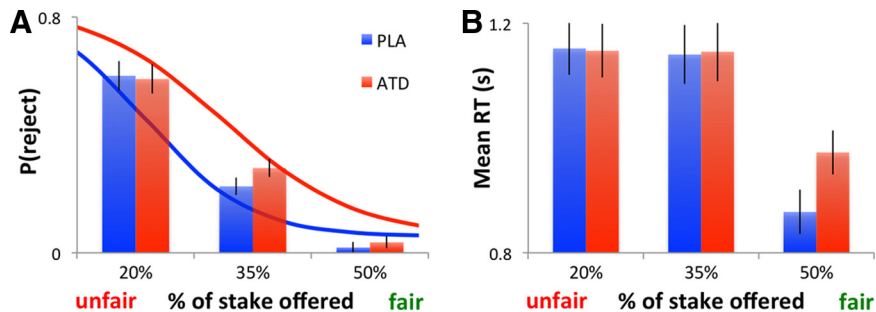 A
0.8
P(reject)
0
PLA
ATD
20%
35%
50%
unfair % of stake offered fair
B
1.2
Mean RT (s)
0.8
20%
35%
50%
unfair % of stake offered fair